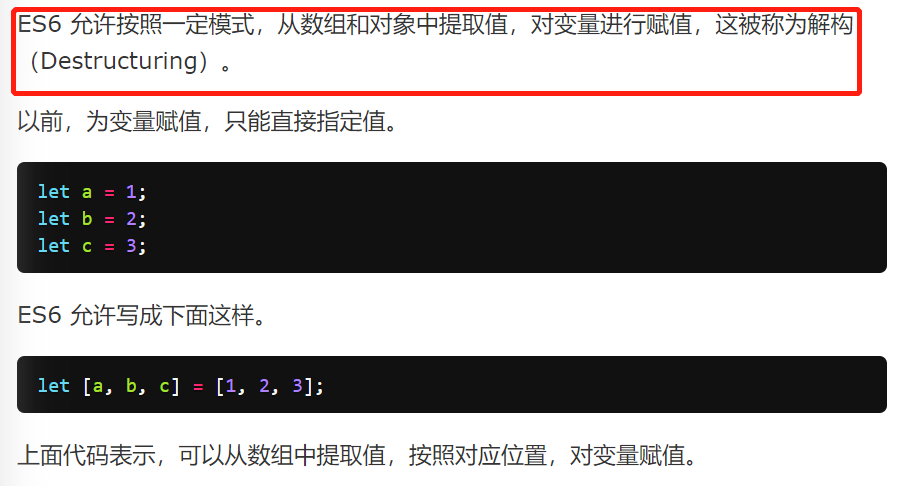 ES6 允许按照一定模式，从数组和对象中提取值，对变量进行赋值，这被称为解构
（Destructuring）。
以前，为变量赋值，只能直接指定值。
let a = 1;
let b = 2;
let c = 3;
ES6 允许写成下面这样。
let [a, b, c] = [1, 2, 3];
上面代码表示，可以从数组中提取值，按照对应位置，对变量赋值。